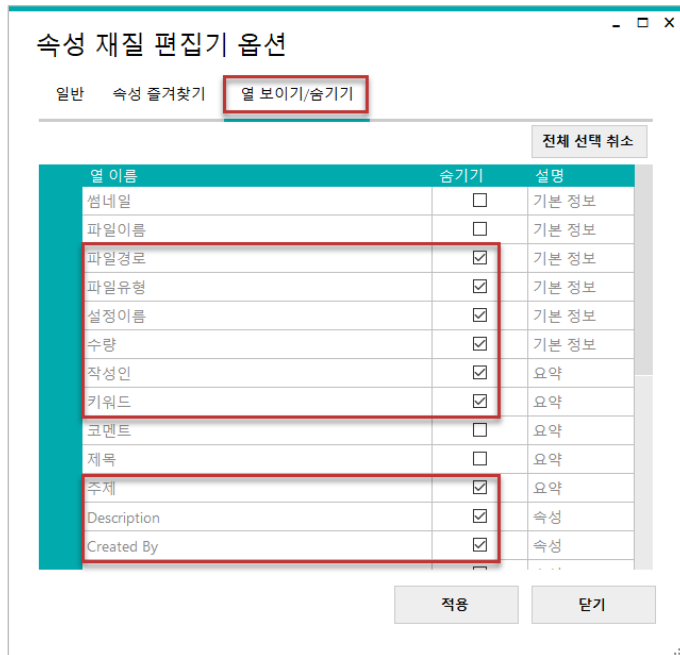 속성 재질 편집기 옵션
일반 속성 즐겨찾기 열 보이기/숨기기
전체 선택 취소
열 이름 숨기기 설명
썸네일 기본 정보
파일이름 기본 정보
파일경로 기본 정보
파일유형 기본 정보
설정이름 기본 정보
수량 기본 정보
작성인 요약
키워드 요약
코멘트 요약
제목 요약
주제 요약
Description 속성
Created By 속성
적용 닫기